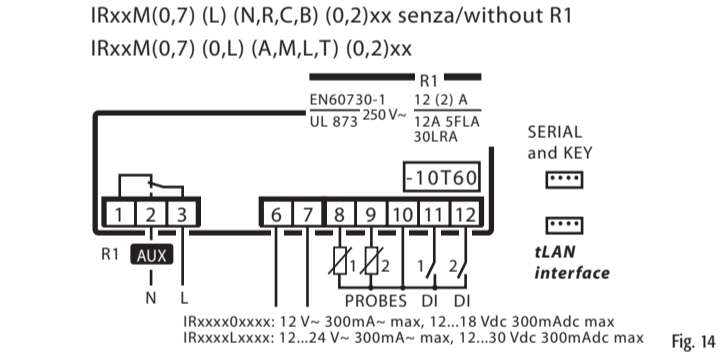 IRxxM(0,7) (L) (N,R,C,B) (0,2)xx senza/without R1
IRxxM(0,7) (0,L) (A,M,L,T) (0,2)xx
R1
EN60730-1 12 (2) A
UL 873 250 V~ 12A 5FLA
30LRA
SERIAL
and KEY
-10T60
1 2 3 6 7 8 9 10 11 12
R1 AUX 1 2 1 2
tLAN
interface
N L PROBES DI DI
IRxxxx0xxxx: 12 V~ 300mA~ max, 12...18 Vdc 300mAdc max
IRxxxxLxxxx: 12...24 V~ 300mA~ max, 12...30 Vdc 300mAdc max
Fig. 14